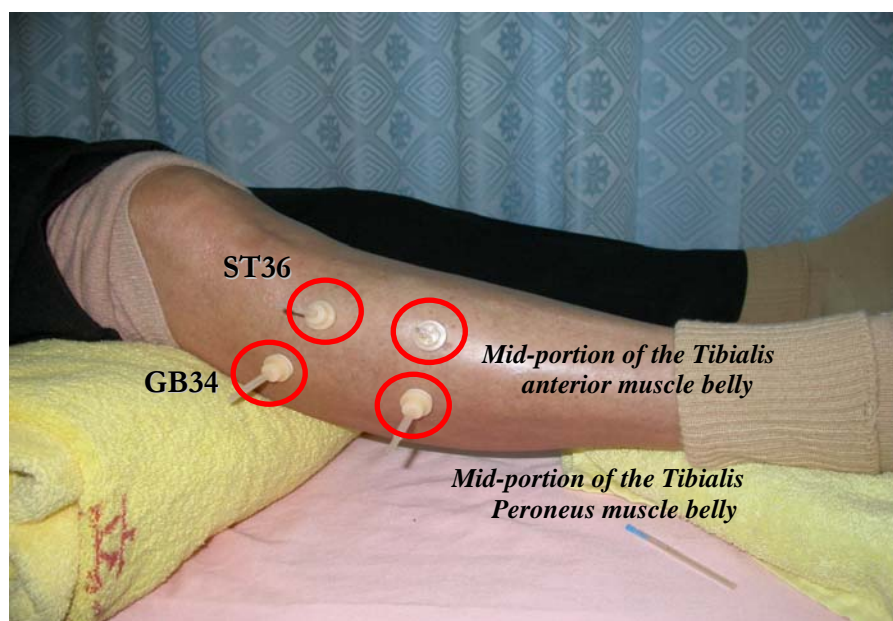 ST36
GB34
Mid-portion of the Tibialis
anterior muscle belly
Mid-portion of the Tibialis
Peroneus muscle belly